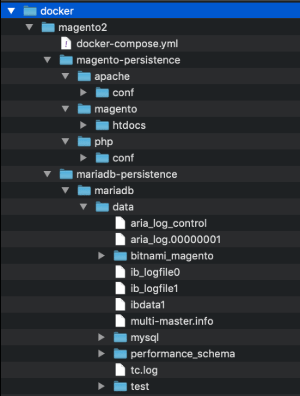 docker
magento2
docker-compose.yml
magento-persistence
apache
conf
magento
htdocs
php
conf
mariadb-persistence
mariadb
data
aria_log_control
aria_log.00000001
bitnami_magento
ib_logfile0
ib_logfile1
ibdata1
multi-master.info
mysql
performance_schema
tc.log
test